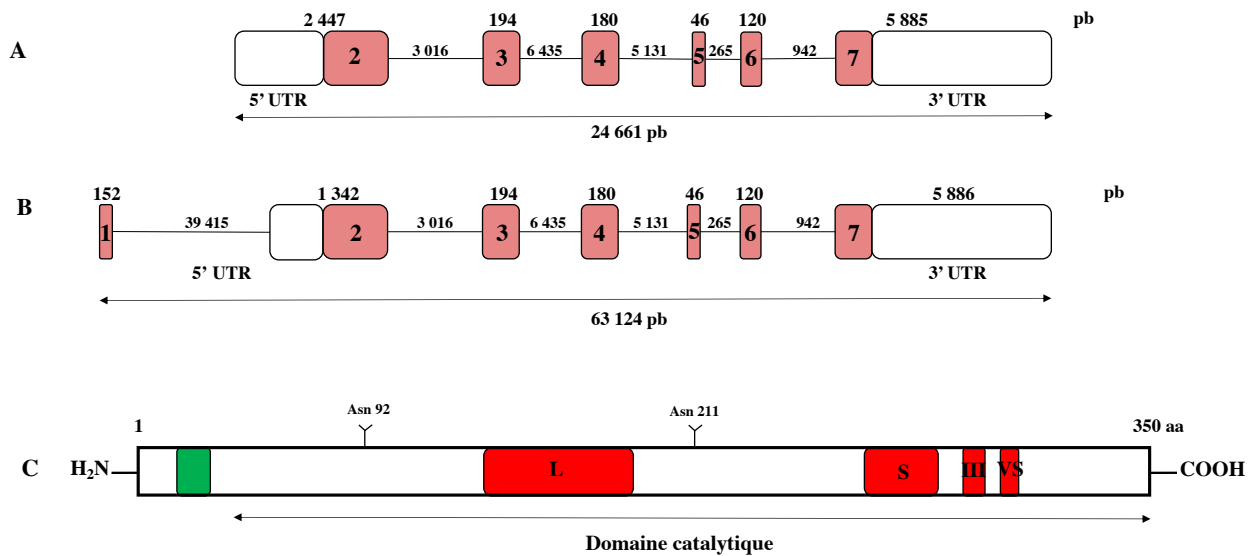 2 447 194 180 46 120 5 885 pb
A 2 3 016 3 6 435 4 5 131 5 265 6 942 7
5’ UTR 3’ UTR
24 661 pb
152 1 342 194 180 46 120 5 886 pb
B 1 39 415 2 3 016 3 6 435 4 5 131 5 265 6 942 7
5’ UTR 3’ UTR
63 124 pb
Asn 92 Asn 211
1 350 aa
C H₂N L S III VS COOH
Domaine catalytique